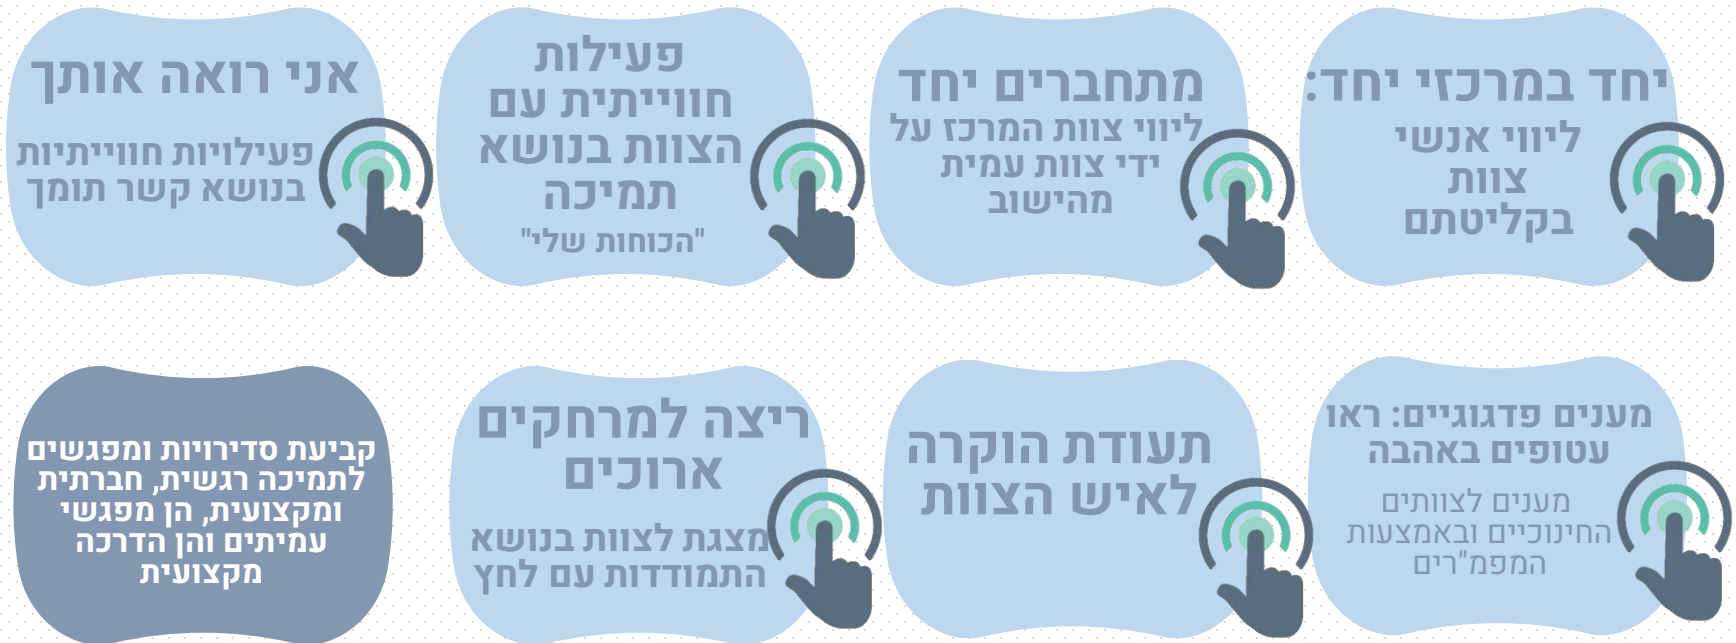 יחד במרכזי יחד:
ליווי אנשי
צוות
בקליטתם
מתחברים יחד
ליווי צוות המרכז על
ידי צוות עמית
מהישוב
פעילות
חווייתית עם
הצוות בנושא
תמיכה
"הכוחות שלי"
אני רואה אותך
פעילויות חווייתיות
בנושא קשר תומך
מענים פדגוגיים: ראו
עטופים באהבה
מענים לצוותים
החינוכיים ובאמצעות
המפמ"רים
תעודת הוקרה
לאיש הצוות
ריצה למרחקים
ארוכים
מצגת לצוות בנושא
התמודדות עם לחץ
קביעת סדירויות ומפגשים
לתמיכה רגשית, חברתית
ומקצועית, הן מפגשי
עמיתים והן הדרכה
מקצועית